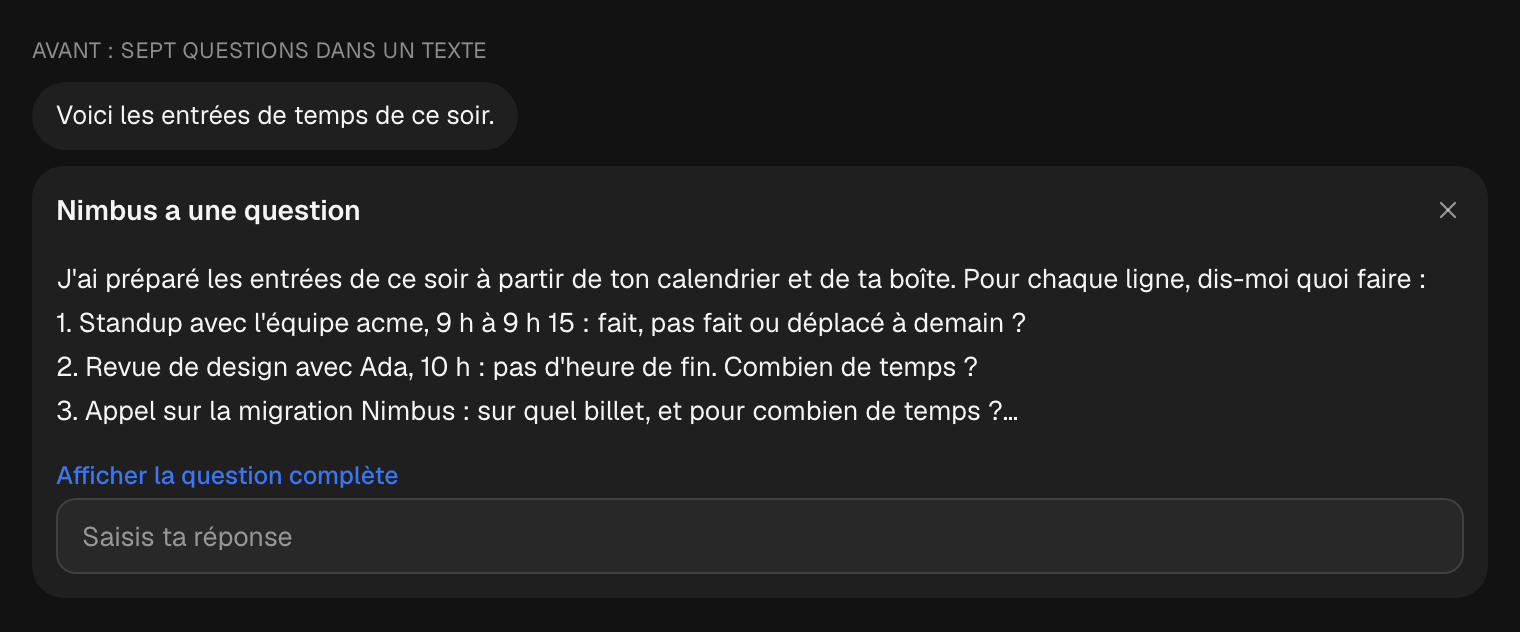 AVANT : SEPT QUESTIONS DANS UN TEXTE
Voici les entrées de temps de ce soir.
Nimbus a une question
J'ai préparé les entrées de ce soir à partir de ton calendrier et de ta boîte. Pour chaque ligne, dis-moi quoi faire :
1. Standup avec l'équipe acme, 9 h à 9 h 15 : fait, pas fait ou déplacé à demain ?
2. Revue de design avec Ada, 10 h : pas d'heure de fin. Combien de temps ?
3. Appel sur la migration Nimbus : sur quel billet, et pour combien de temps ?…
Afficher la question complète
Saisis ta réponse